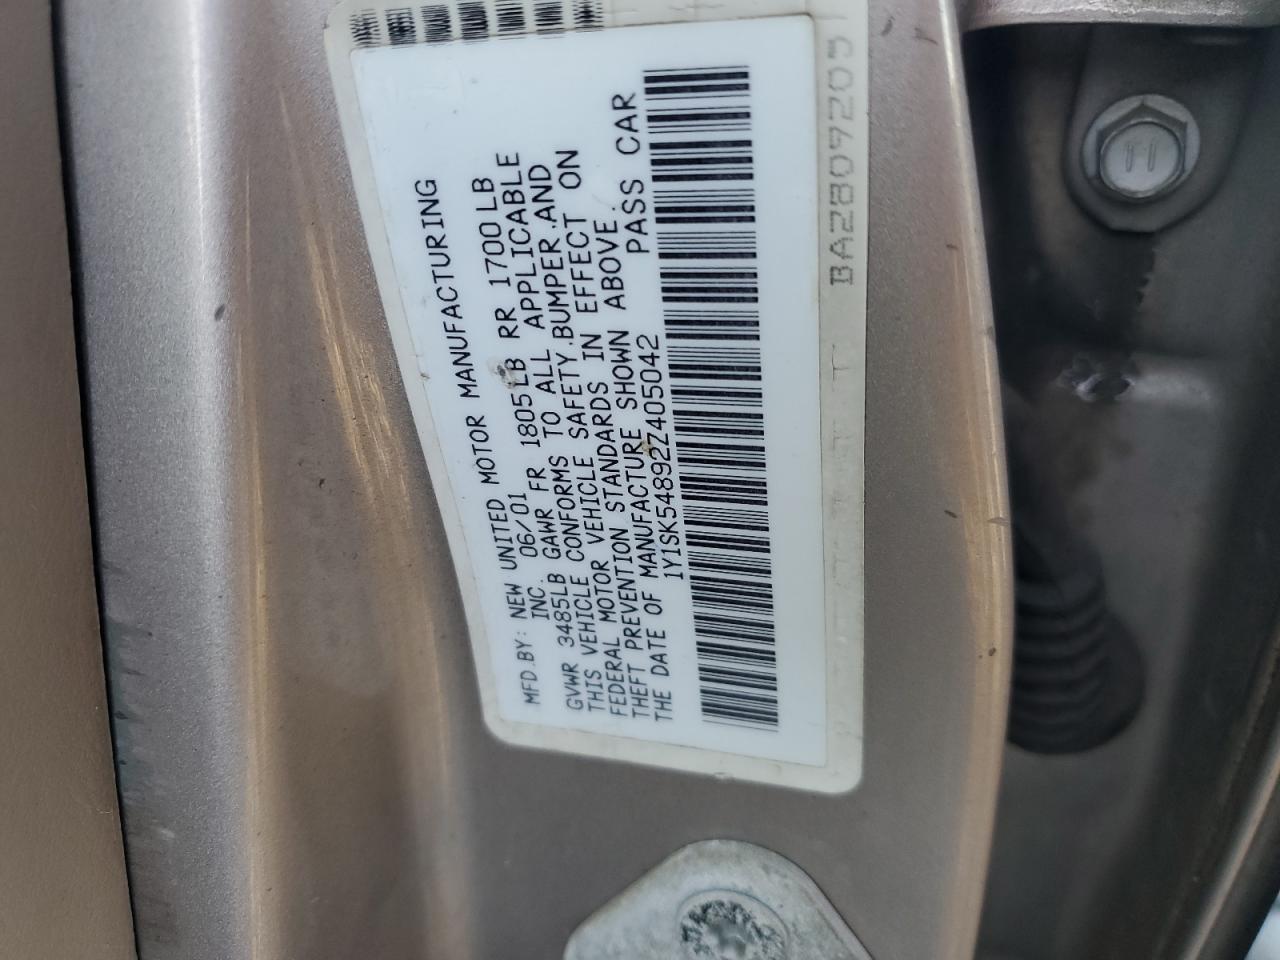 MFD.BY: NEW UNITED MOTOR MANUFACTURING
INC. 06/01
GVWR 3485LB GAWR FR 1805LB RR 1700LB
THIS VEHICLE CONFORMS TO ALL APPLICABLE
FEDERAL MOTOR VEHICLE SAFETY.BUMPER.AND
THEFT PREVENTION STANDARDS IN EFFECT ON
THE DATE OF MANUFACTURE SHOWN ABOVE.
1Y1SK54892Z405042 PASS CAR
BA2809209